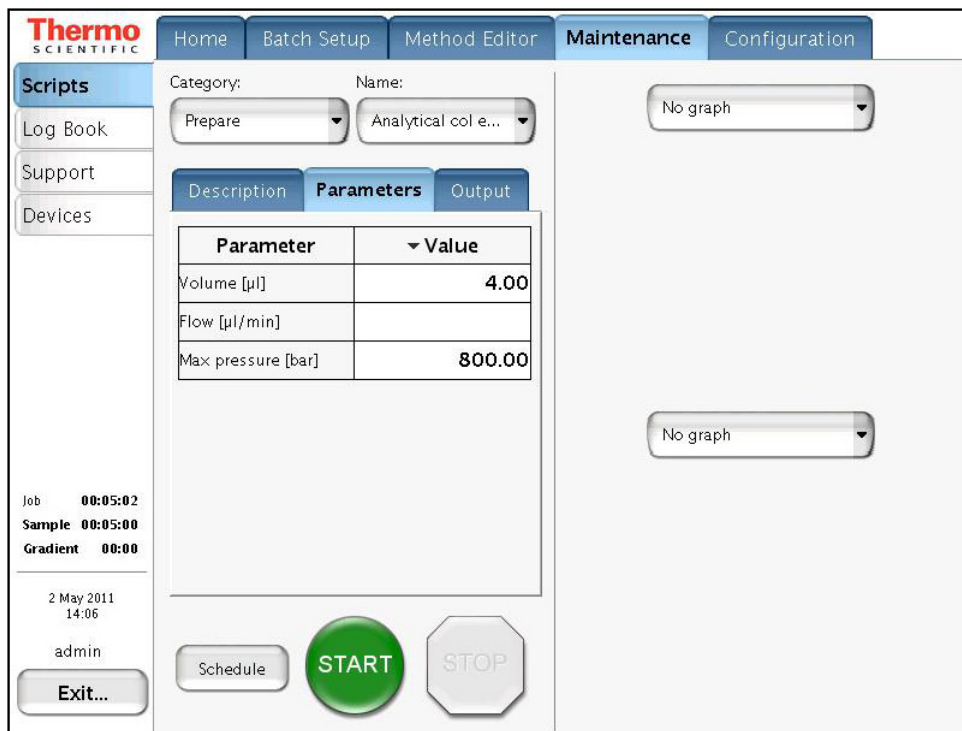 Thermo
SCIENTIFIC
Home
Batch Setup
Method Editor
Maintenance
Configuration
Scripts
Log Book
Support
Devices
Category:
Name:
Prepare
Analytical col e...
No graph
Description
Parameters
Output
Parameter
Value
Volume [µl]
4.00
Flow [µl/min]
Max pressure [bar]
800.00
No graph
Job 00:05:02
Sample 00:05:00
Gradient 00:00
2 May 2011
14:06
admin
Exit...
Schedule
START
STOP